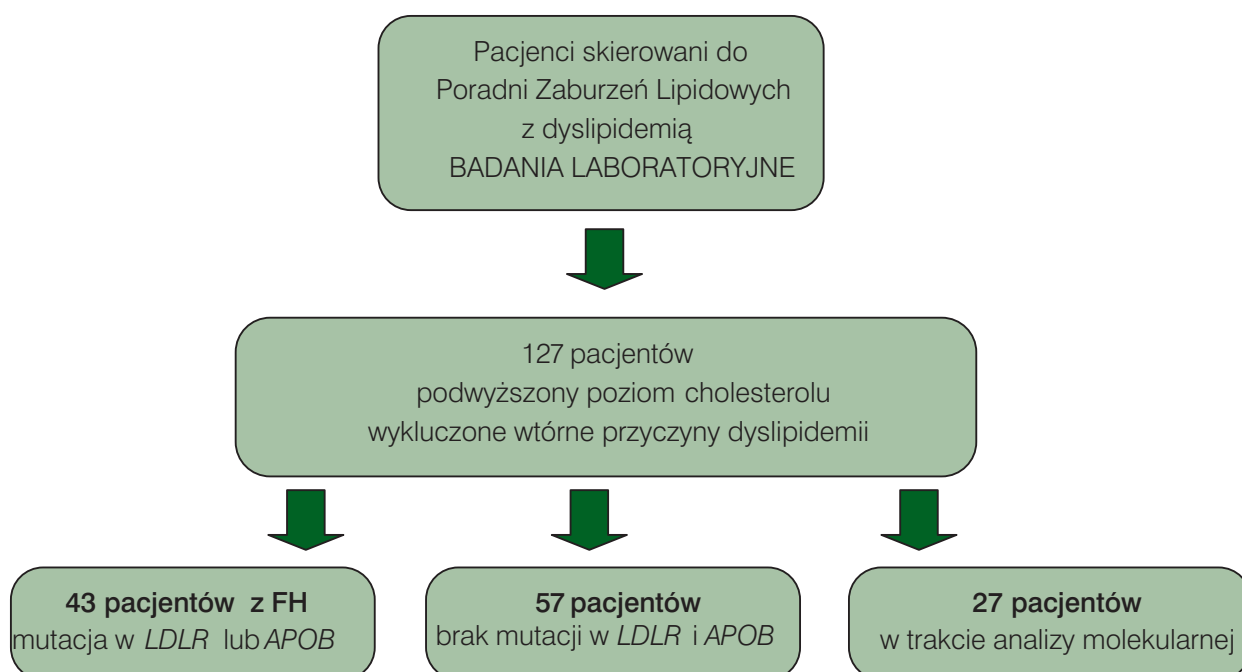 Pacjenci skierowani do
Poradni Zaburzeń Lipidowych
z dyslipidemią
BADANIA LABORATORYJNE
127 pacjentów
podwyższony poziom cholesterolu
wykluczone wtórne przyczyny dyslipidemii
43 pacjentów z FH
mutacja w LDLR lub APOB
57 pacjentów
brak mutacji w LDLR i APOB
27 pacjentów
w trakcie analizy molekularnej